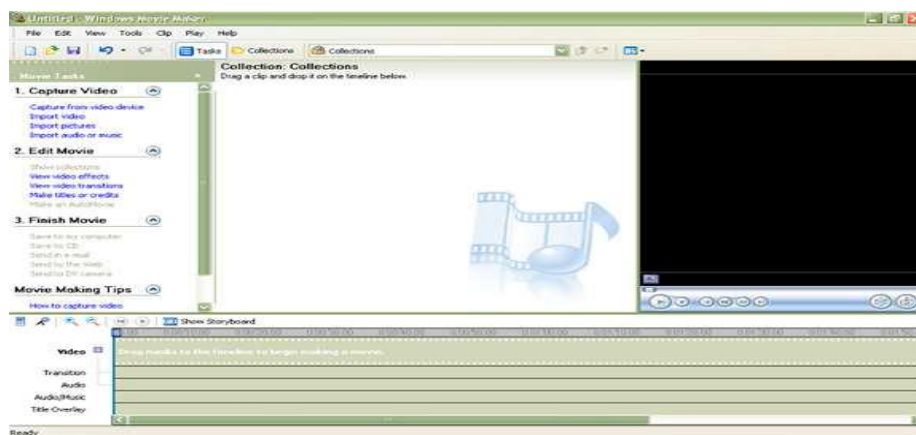 Untitled - Windows Movie Maker
File Edit View Tools Clip Play Help
Tasks Collections Collections
Movie Tasks
Collection: Collections
Drag a clip and drop it on the timeline below.
1. Capture Video
Capture from video device
Import video
Import pictures
Import audio or music
2. Edit Movie
Show collections
View video effects
View video transitions
Make titles or credits
Make an AutoMovie
3. Finish Movie
Save to my computer
Save to CD
Send in e-mail
Send to the Web
Send to DV camera
Movie Making Tips
How to capture video
Show Storyboard
Video
Drag media to the timeline to begin making a movie.
Transition
Audio
Audio/Music
Title Overlay
Ready